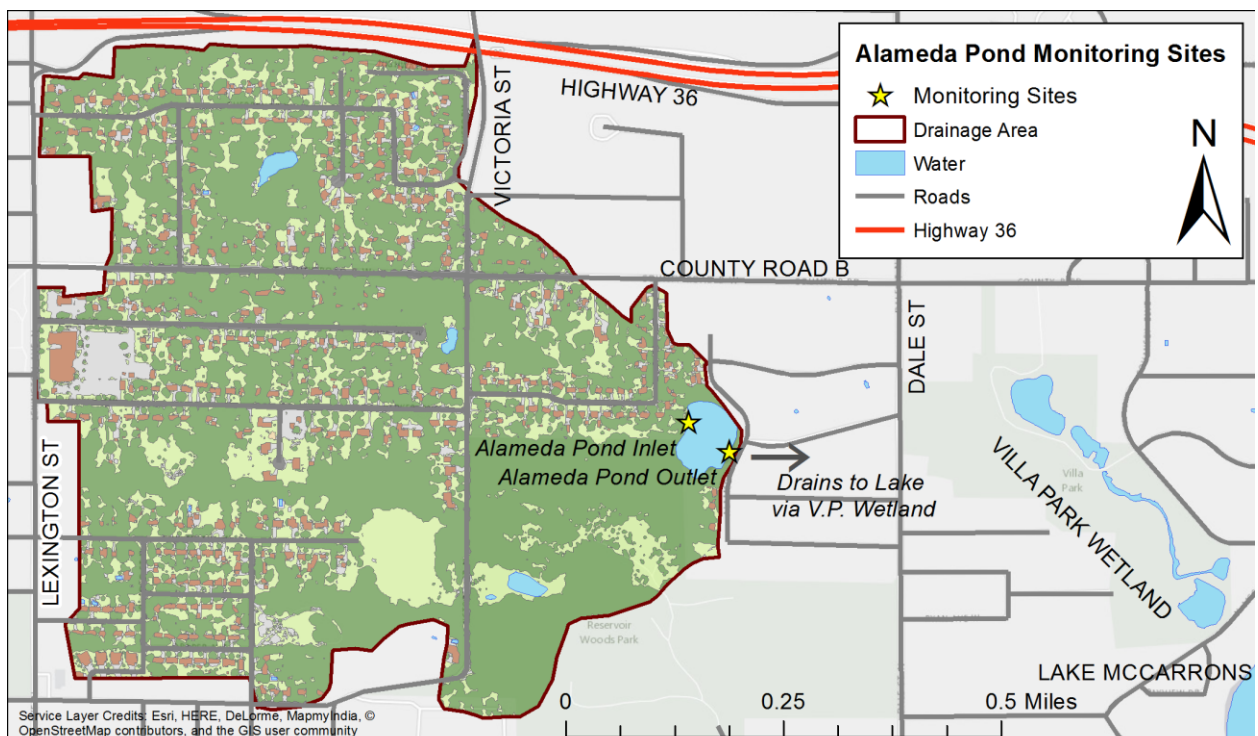 Alameda Pond Monitoring Sites
Monitoring Sites
Drainage Area
Water
Roads
Highway 36
N
HIGHWAY 36
VICTORIA ST
COUNTY ROAD B
DALE ST
LEXINGTON ST
Alameda Pond Inlet
Alameda Pond Outlet
Drains to Lake
via V.P. Wetland
Villa
Park
VILLA PARK WETLAND
Reservoir
Woods Park
LAKE MCCARRONS
0 0.25 0.5 Miles
Service Layer Credits: Esri, HERE, DeLorme, MapmyIndia, ©
OpenStreetMap contributors, and the GIS user community